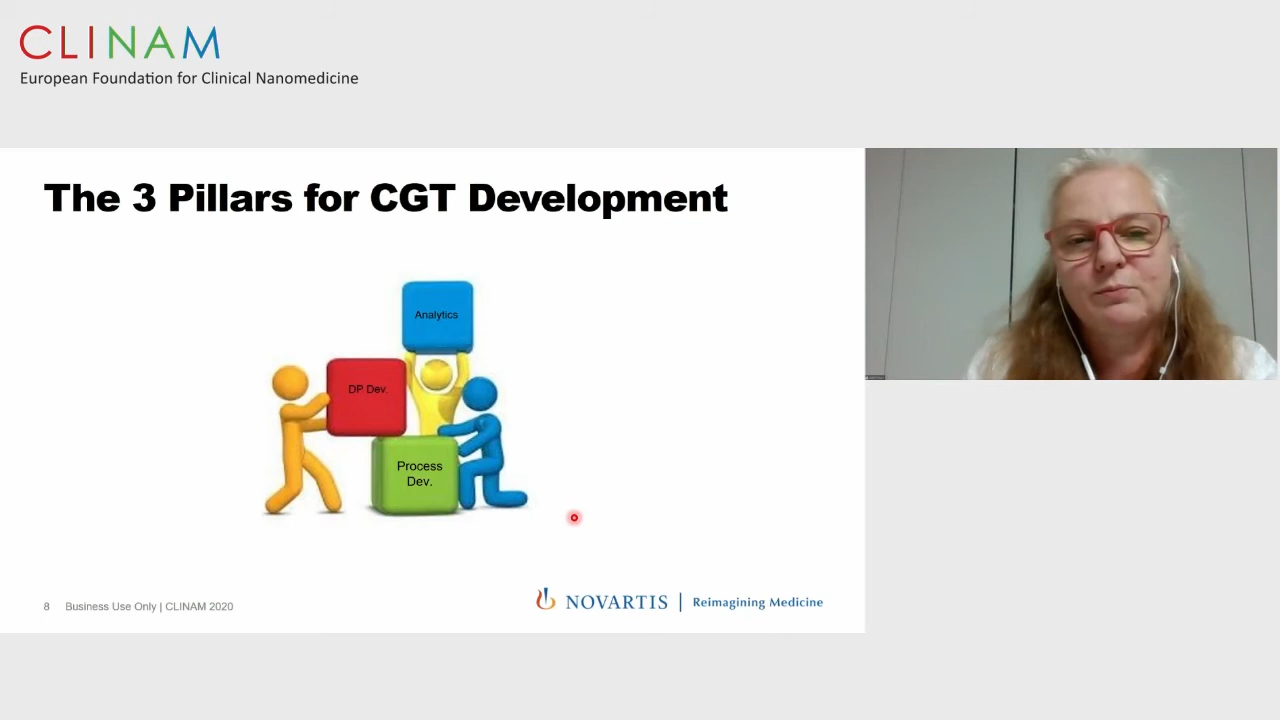 CLINAM
European Foundation for Clinical Nanomedicine
The 3 Pillars for CGT Development
Analytics
DP Dev.
Process
Dev.
8 Business Use Only | CLINAM 2020
NOVARTIS | Reimagining Medicine